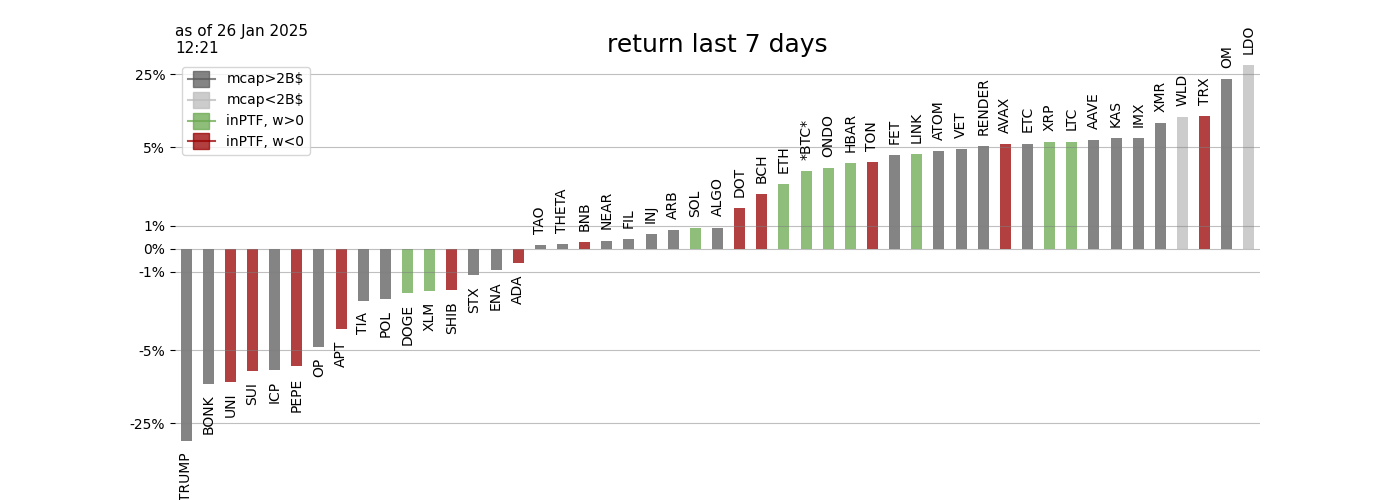 as of 26 Jan 2025
12:21
return last 7 days
mcap>2B$
mcap<2B$
inPTF, w>0
inPTF, w<0
25%
5%
1%
0%
-1%
-5%
-25%
TRUMP
BONK
UNI
SUI
ICP
PEPE
OP
APT
TIA
POL
DOGE
XLM
SHIB
STX
ENA
ADA
TAO
THETA
BNB
NEAR
FIL
INJ
ARB
SOL
ALGO
DOT
BCH
ETH
*BTC*
ONDO
HBAR
TON
FET
LINK
ATOM
VET
RENDER
AVAX
ETC
XRP
LTC
AAVE
KAS
IMX
XMR
WLD
TRX
OM
LDO